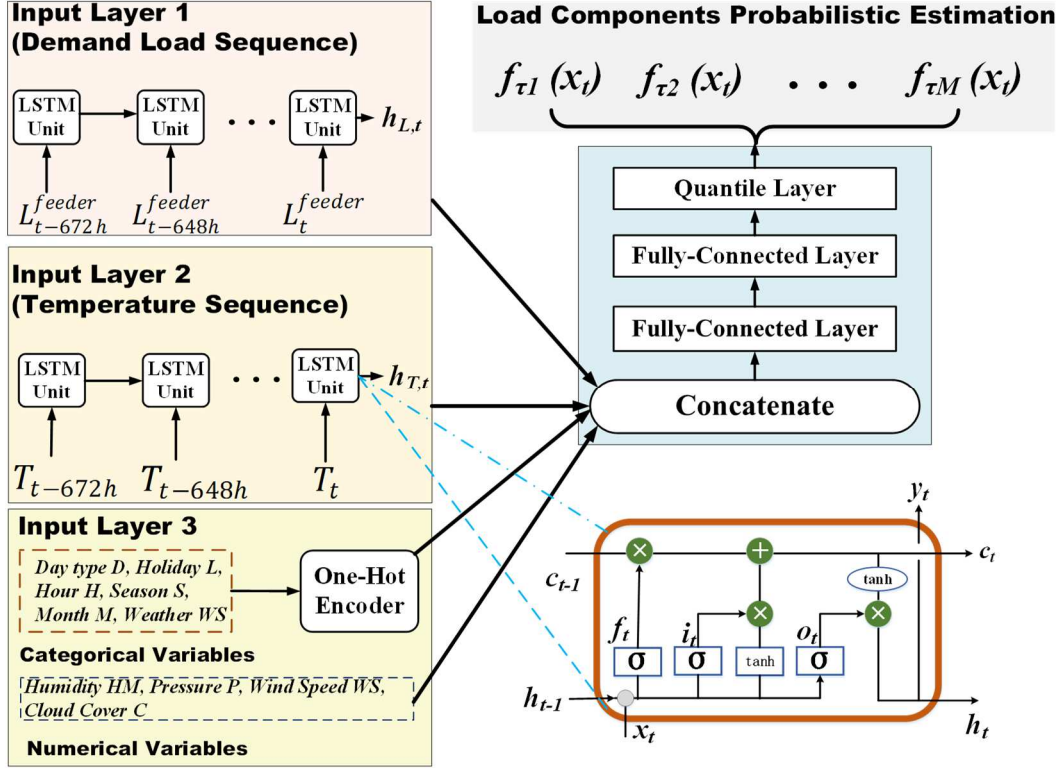 Input Layer 1
(Demand Load Sequence)
LSTM
Unit
LSTM
Unit
. . .
LSTM
Unit
h_{L,t}
L_{t-672h}^{feeder}
L_{t-648h}^{feeder}
L_{t}^{feeder}
Input Layer 2
(Temperature Sequence)
LSTM
Unit
LSTM
Unit
. . .
LSTM
Unit
h_{T,t}
T_{t-672h}
T_{t-648h}
T_{t}
Input Layer 3
Day type D, Holiday L,
Hour H, Season S,
Month M, Weather WS
One-Hot
Encoder
Categorical Variables
Humidity HM, Pressure P, Wind Speed WS,
Cloud Cover C
Numerical Variables
Load Components Probabilistic Estimation
f_{τ1}(x_t) f_{τ2}(x_t) . . . f_{τM}(x_t)
Quantile Layer
Fully-Connected Layer
Fully-Connected Layer
Concatenate
y_t
× + c_t
c_{t-1}
tanh
× ×
f_t i_t o_t
σ σ tanh σ
h_{t-1}
x_t h_t